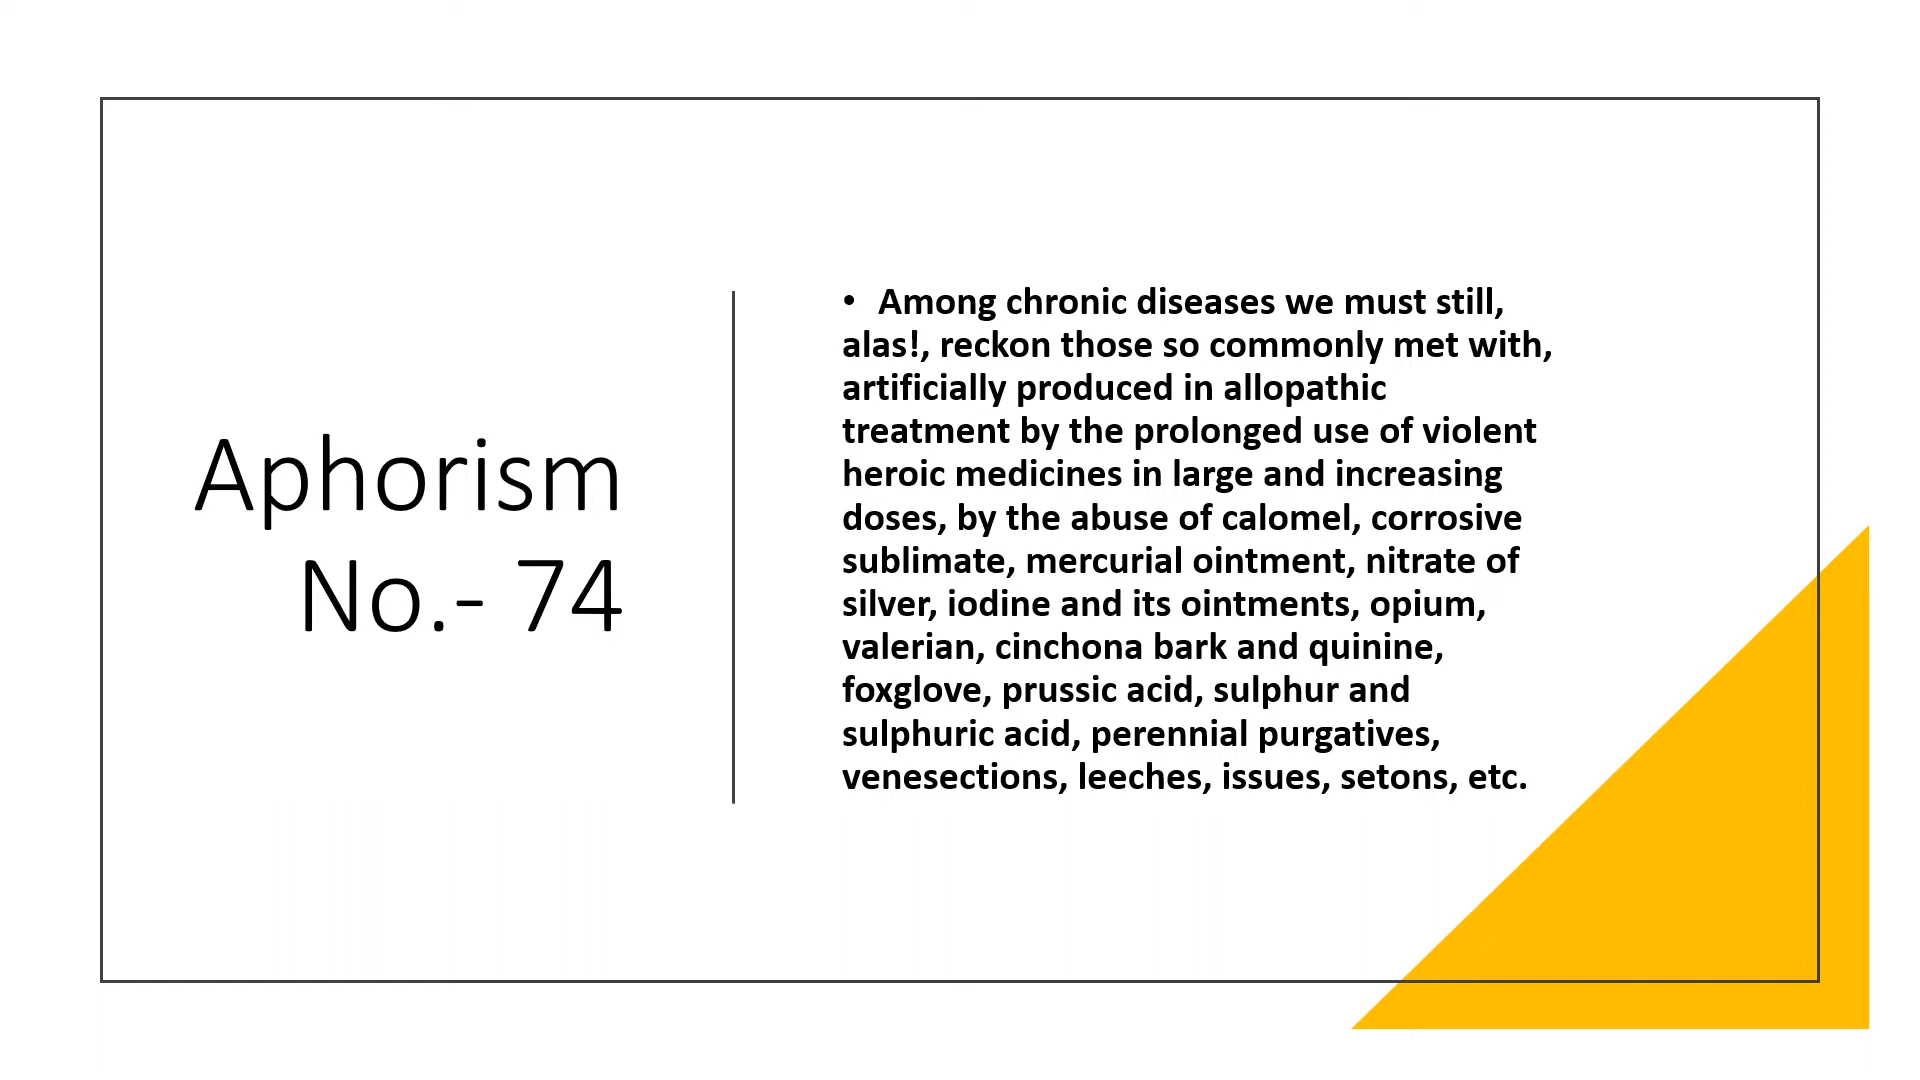 Aphorism
No.- 74
• Among chronic diseases we must still,
alas!, reckon those so commonly met with,
artificially produced in allopathic
treatment by the prolonged use of violent
heroic medicines in large and increasing
doses, by the abuse of calomel, corrosive
sublimate, mercurial ointment, nitrate of
silver, iodine and its ointments, opium,
valerian, cinchona bark and quinine,
foxglove, prussic acid, sulphur and
sulphuric acid, perennial purgatives,
venesections, leeches, issues, setons, etc.